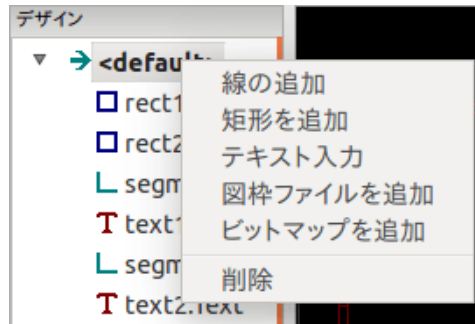 デザイン
<default>
線の追加
rect1
矩形を追加
rect2
テキスト入力
segm
図枠ファイルを追加
text1
ビットマップを追加
segm
削除
text2.Text